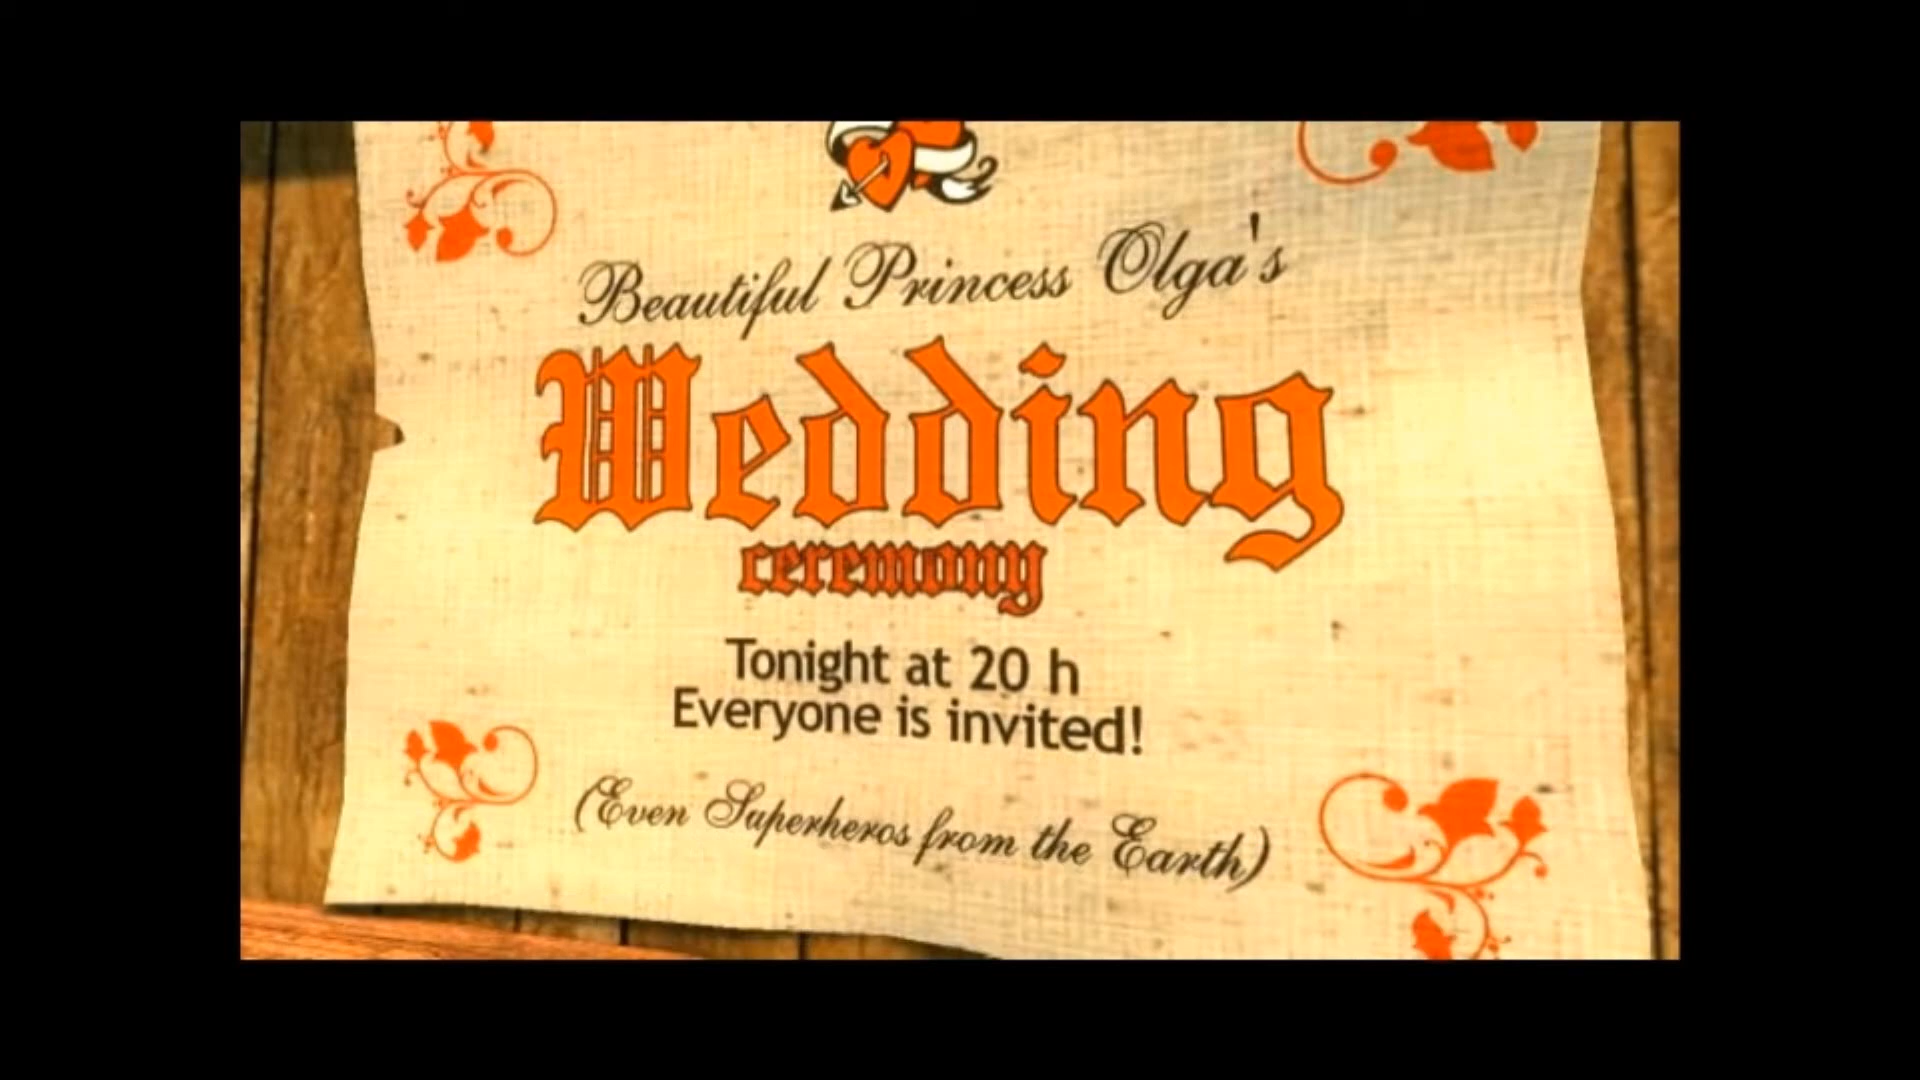 Beautiful Princess Olga's
Wedding
ceremony
Tonight at 20 h
Everyone is invited!
(Even Superheros from the Earth)